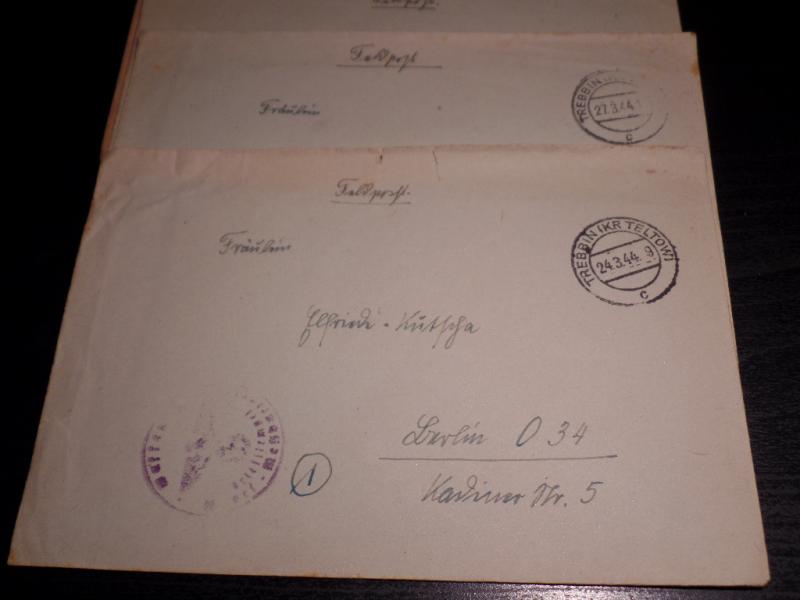 Feldpost.
Feldpost
Fräulein
TREBBIN
27.3.44
c
Feldpost.
TREBBIN (KR TELTOW)
24.3.44
c
Fräulein
Elfriede Kutscha
Berlin O 34
Kadiner Str. 5
1